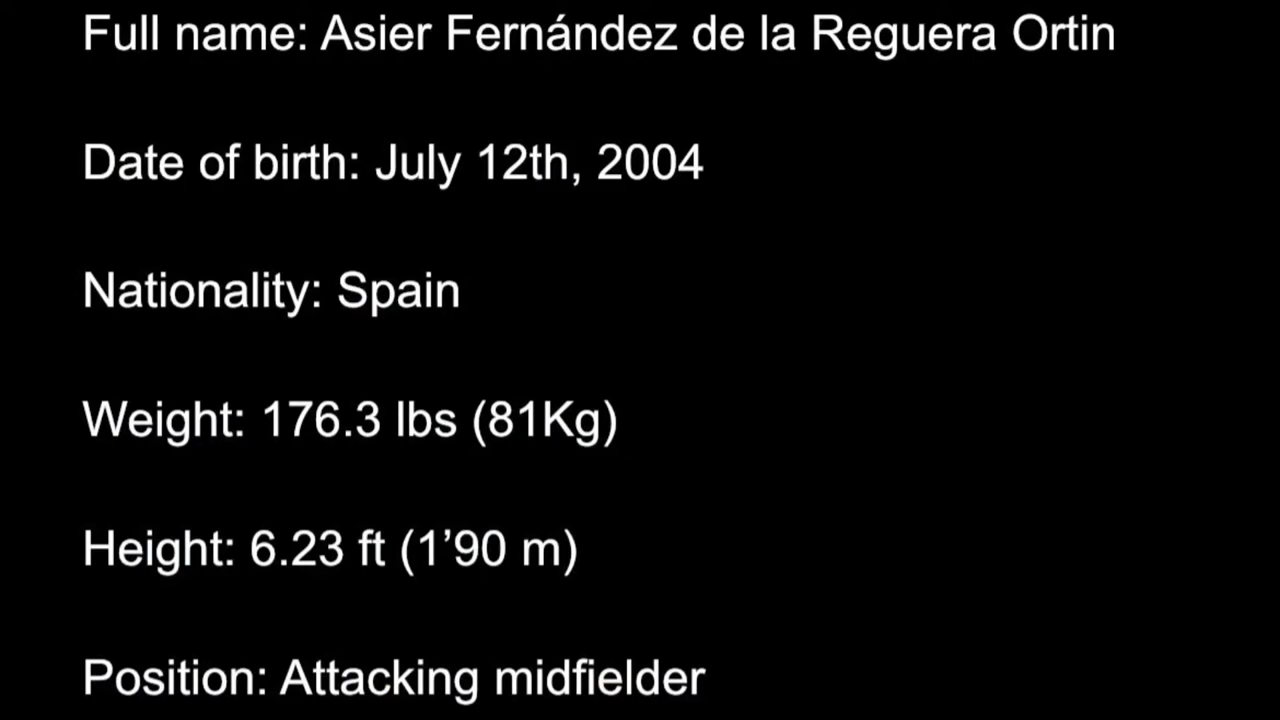 Full name: Asier Fernández de la Reguera Ortin
Date of birth: July 12th, 2004
Nationality: Spain
Weight: 176.3 lbs (81Kg)
Height: 6.23 ft (1’90 m)
Position: Attacking midfielder